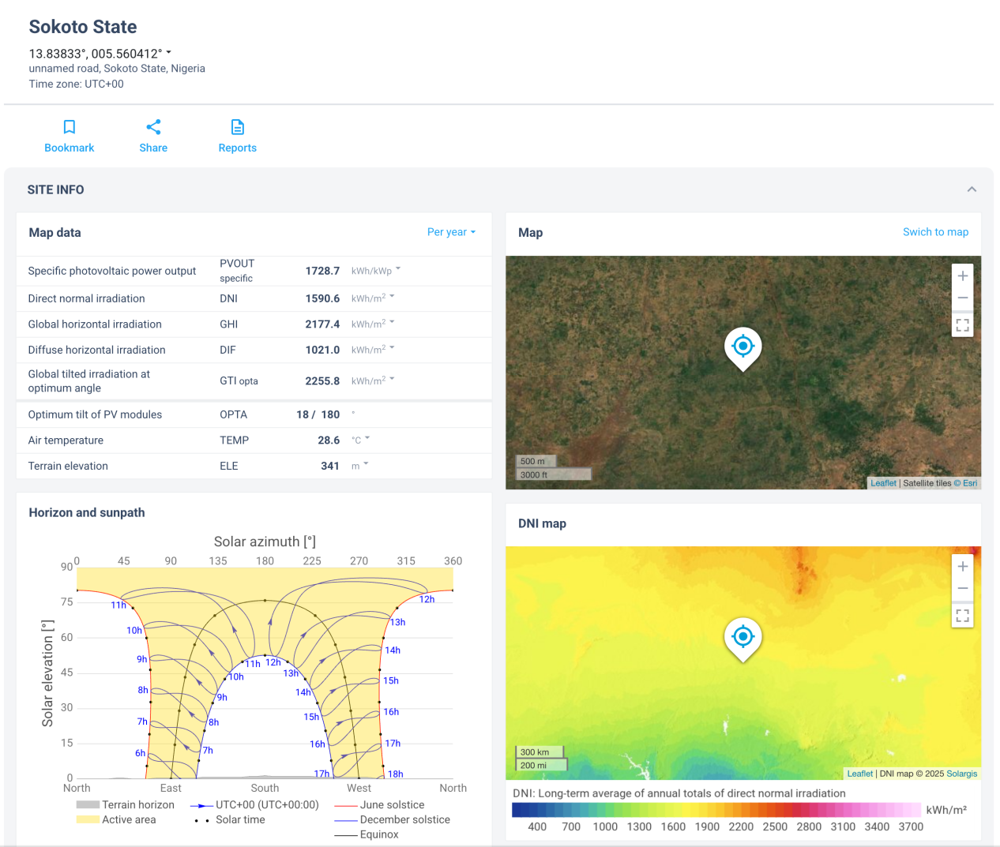 Sokoto State
13.83833°, 005.560412°
unnamed road, Sokoto State, Nigeria
Time zone: UTC+00
Bookmark
Share
Reports
SITE INFO
Map data
Per year
Specific photovoltaic power output PVOUT specific 1728.7 kWh/kWp
Direct normal irradiation DNI 1590.6 kWh/m²
Global horizontal irradiation GHI 2177.4 kWh/m²
Diffuse horizontal irradiation DIF 1021.0 kWh/m²
Global tilted irradiation at optimum angle GTI opta 2255.8 kWh/m²
Optimum tilt of PV modules OPTA 18 / 180 °
Air temperature TEMP 28.6 °C
Terrain elevation ELE 341 m
Map
Swich to map
500 m
3000 ft
Leaflet | Satellite tiles © Esri
Horizon and sunpath
Solar azimuth [°]
0 45 90 135 180 225 270 315 360
Solar elevation [°]
90
75
60
45
30
15
0
11h
10h
9h
8h
7h
6h
11h
10h
9h
8h
7h
12h
13h
14h
15h
16h
17h
12h
13h
14h
15h
16h
17h
18h
North East South West North
Terrain horizon
UTC+00 (UTC+00:00)
June solstice
Active area
Solar time
December solstice
Equinox
DNI map
300 km
200 mi
Leaflet | DNI map © 2025 Solargis
DNI: Long-term average of annual totals of direct normal irradiation
kWh/m²
400 700 1000 1300 1600 1900 2200 2500 2800 3100 3400 3700